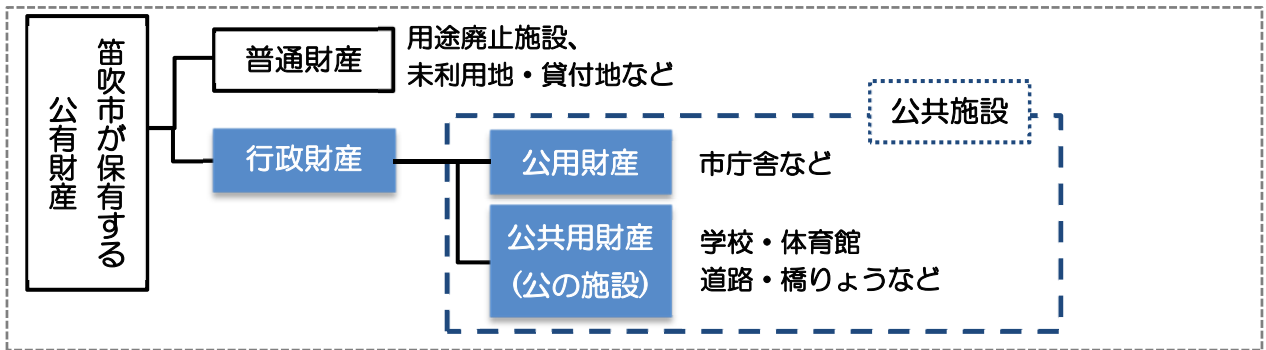 笛吹市が保有する
公有財産
普通財産
用途廃止施設、
未利用地・貸付地など
行政財産
公共施設
公用財産
市庁舎など
公共用財産
(公の施設)
学校・体育館
道路・橋りょうなど